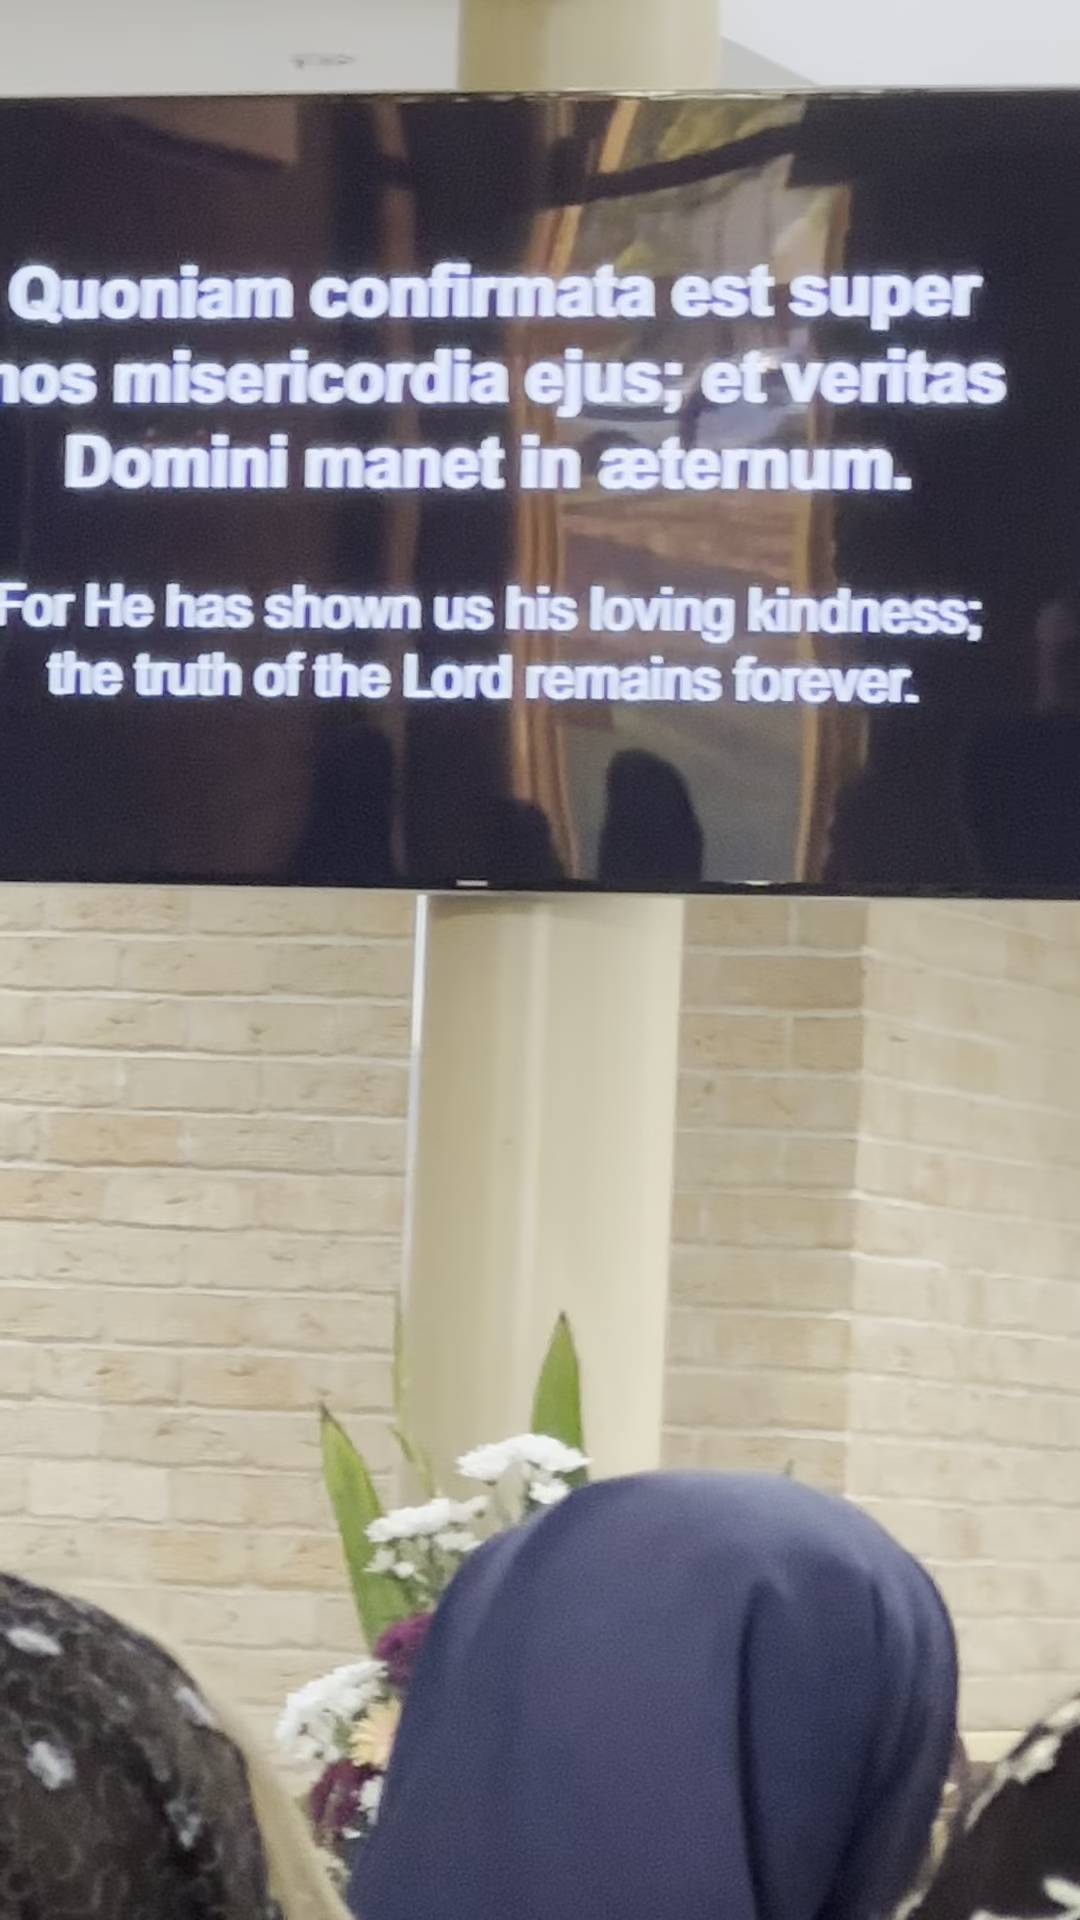 Quoniam confirmata est super
nos misericordia ejus; et veritas
Domini manet in æternum.
For He has shown us his loving kindness;
the truth of the Lord remains forever.